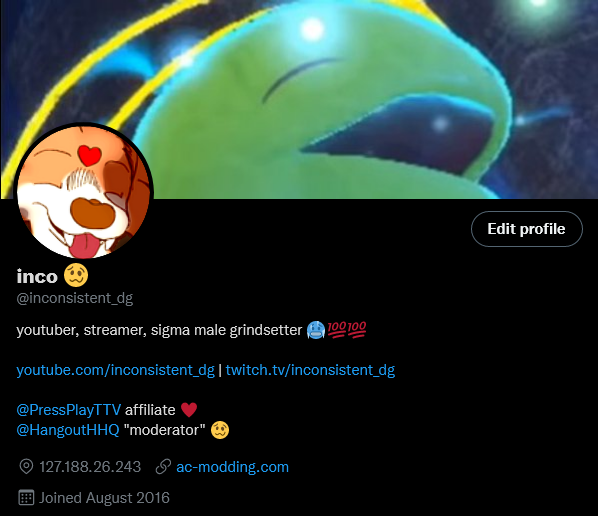 Edit profile
inco 🥴
@inconsistent_dg
youtuber, streamer, sigma male grindsetter 🥶💯💯
youtube.com/inconsistent_dg | twitch.tv/inconsistent_dg
@PressPlayTTV affiliate ♥️
@HangoutHHQ "moderator" 🥴
127.188.26.243 ac-modding.com
Joined August 2016